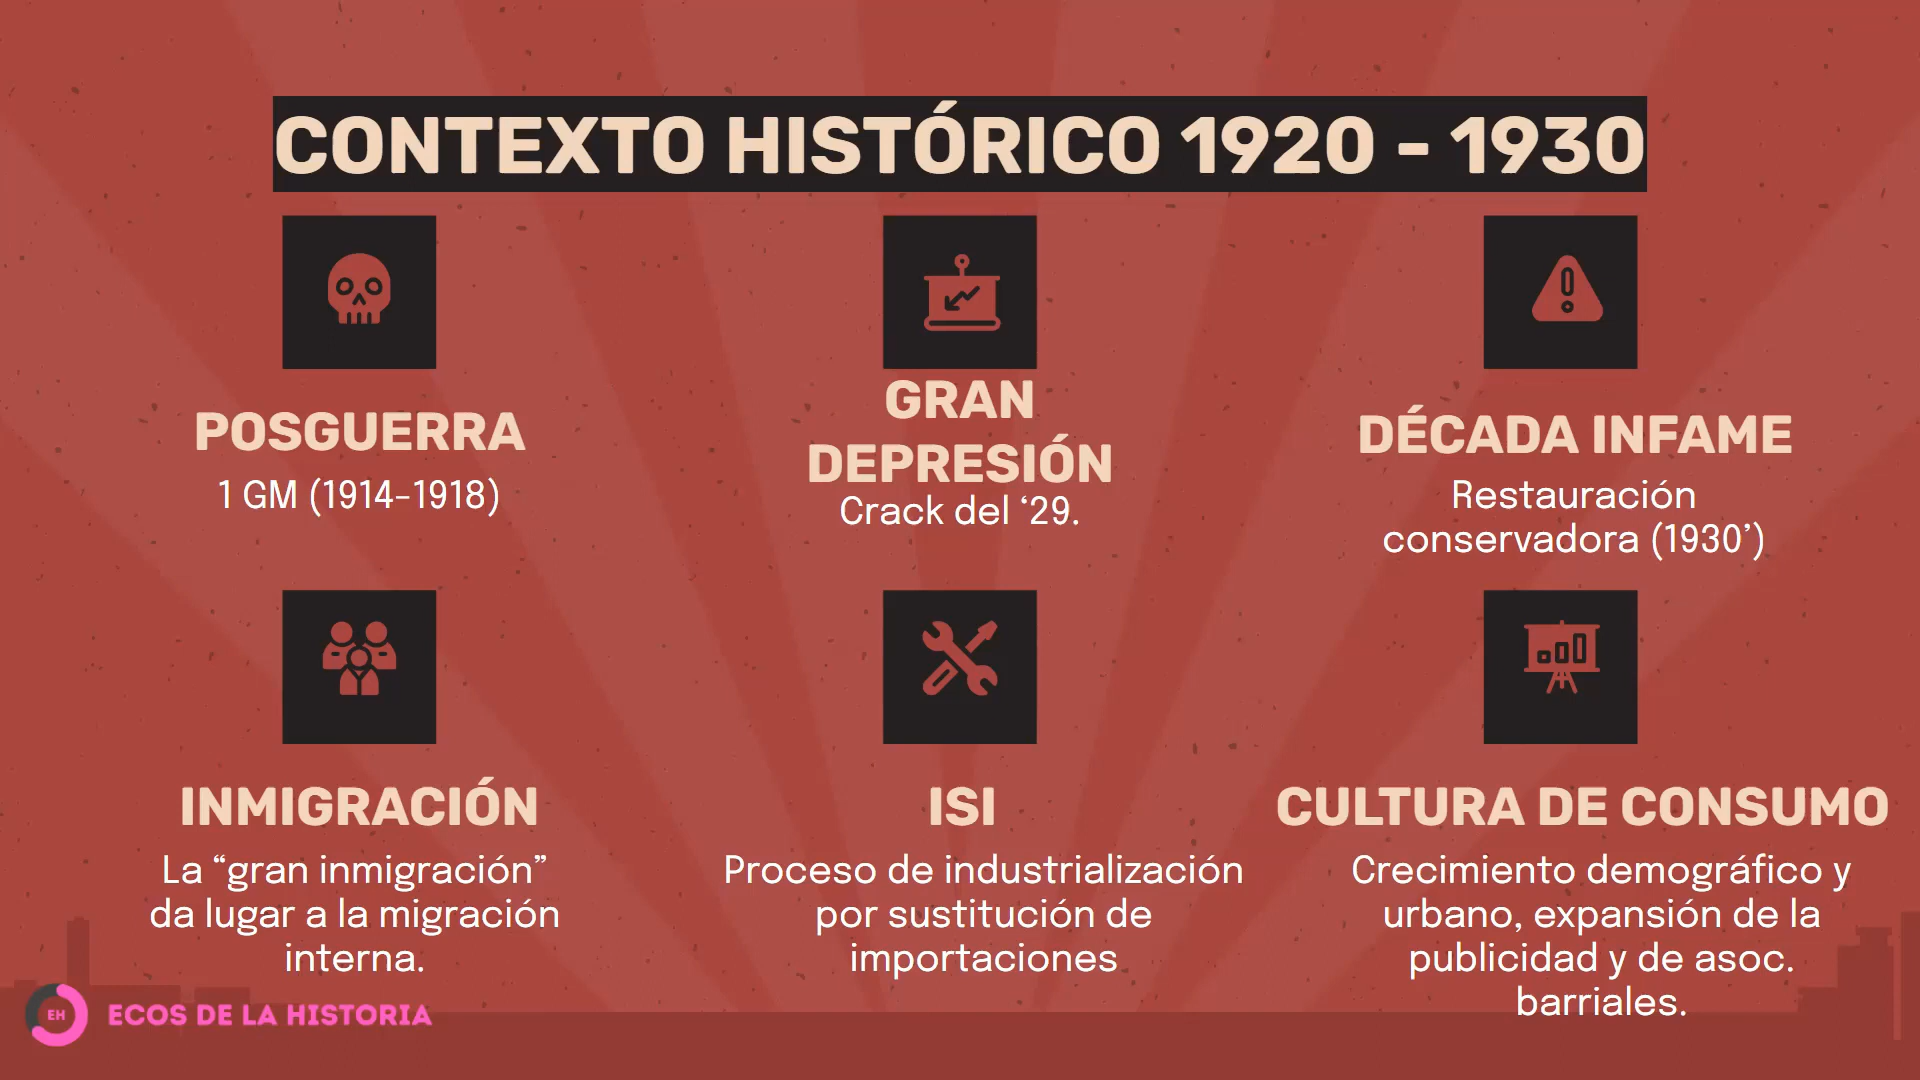 CONTEXTO HISTÓRICO 1920 - 1930
POSGUERRA
1 GM (1914-1918)
GRAN
DEPRESIÓN
Crack del ‘29.
DÉCADA INFAME
Restauración
conservadora (1930’)
INMIGRACIÓN
La “gran inmigración”
da lugar a la migración
interna.
ISI
Proceso de industrialización
por sustitución de
importaciones
CULTURA DE CONSUMO
Crecimiento demográfico y
urbano, expansión de la
publicidad y de asoc.
barriales.
EH
ECOS DE LA HISTORIA